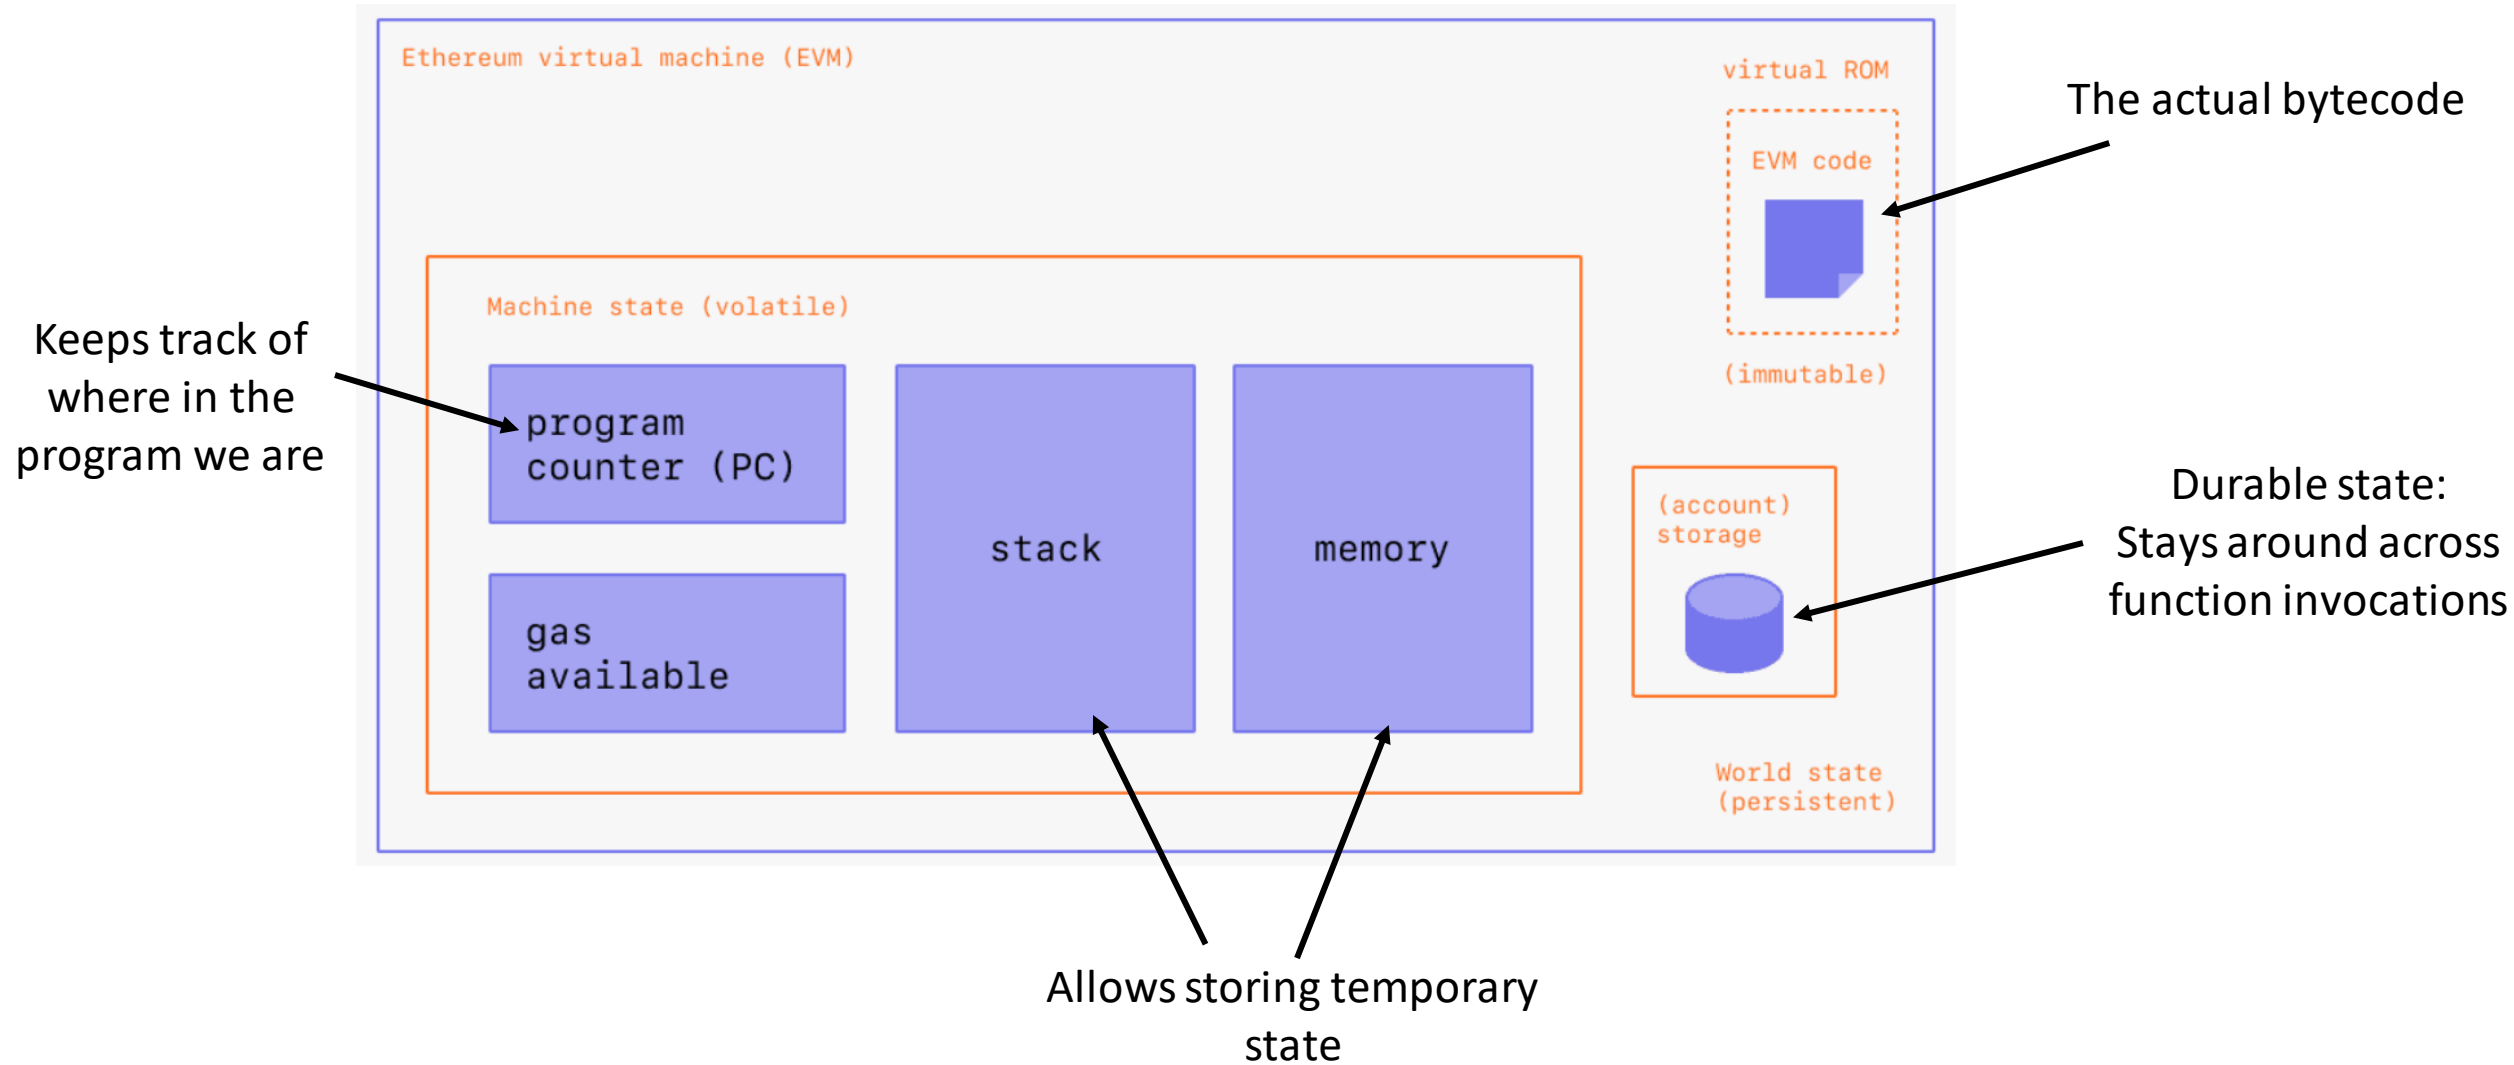 Ethereum virtual machine (EVM)
virtual ROM
The actual bytecode
EVM code
(immutable)
Machine state (volatile)
Keeps track of
where in the
program we are
program
counter (PC)
stack
memory
gas
available
(account)
storage
Durable state:
Stays around across
function invocations
World state
(persistent)
Allows storing temporary
state